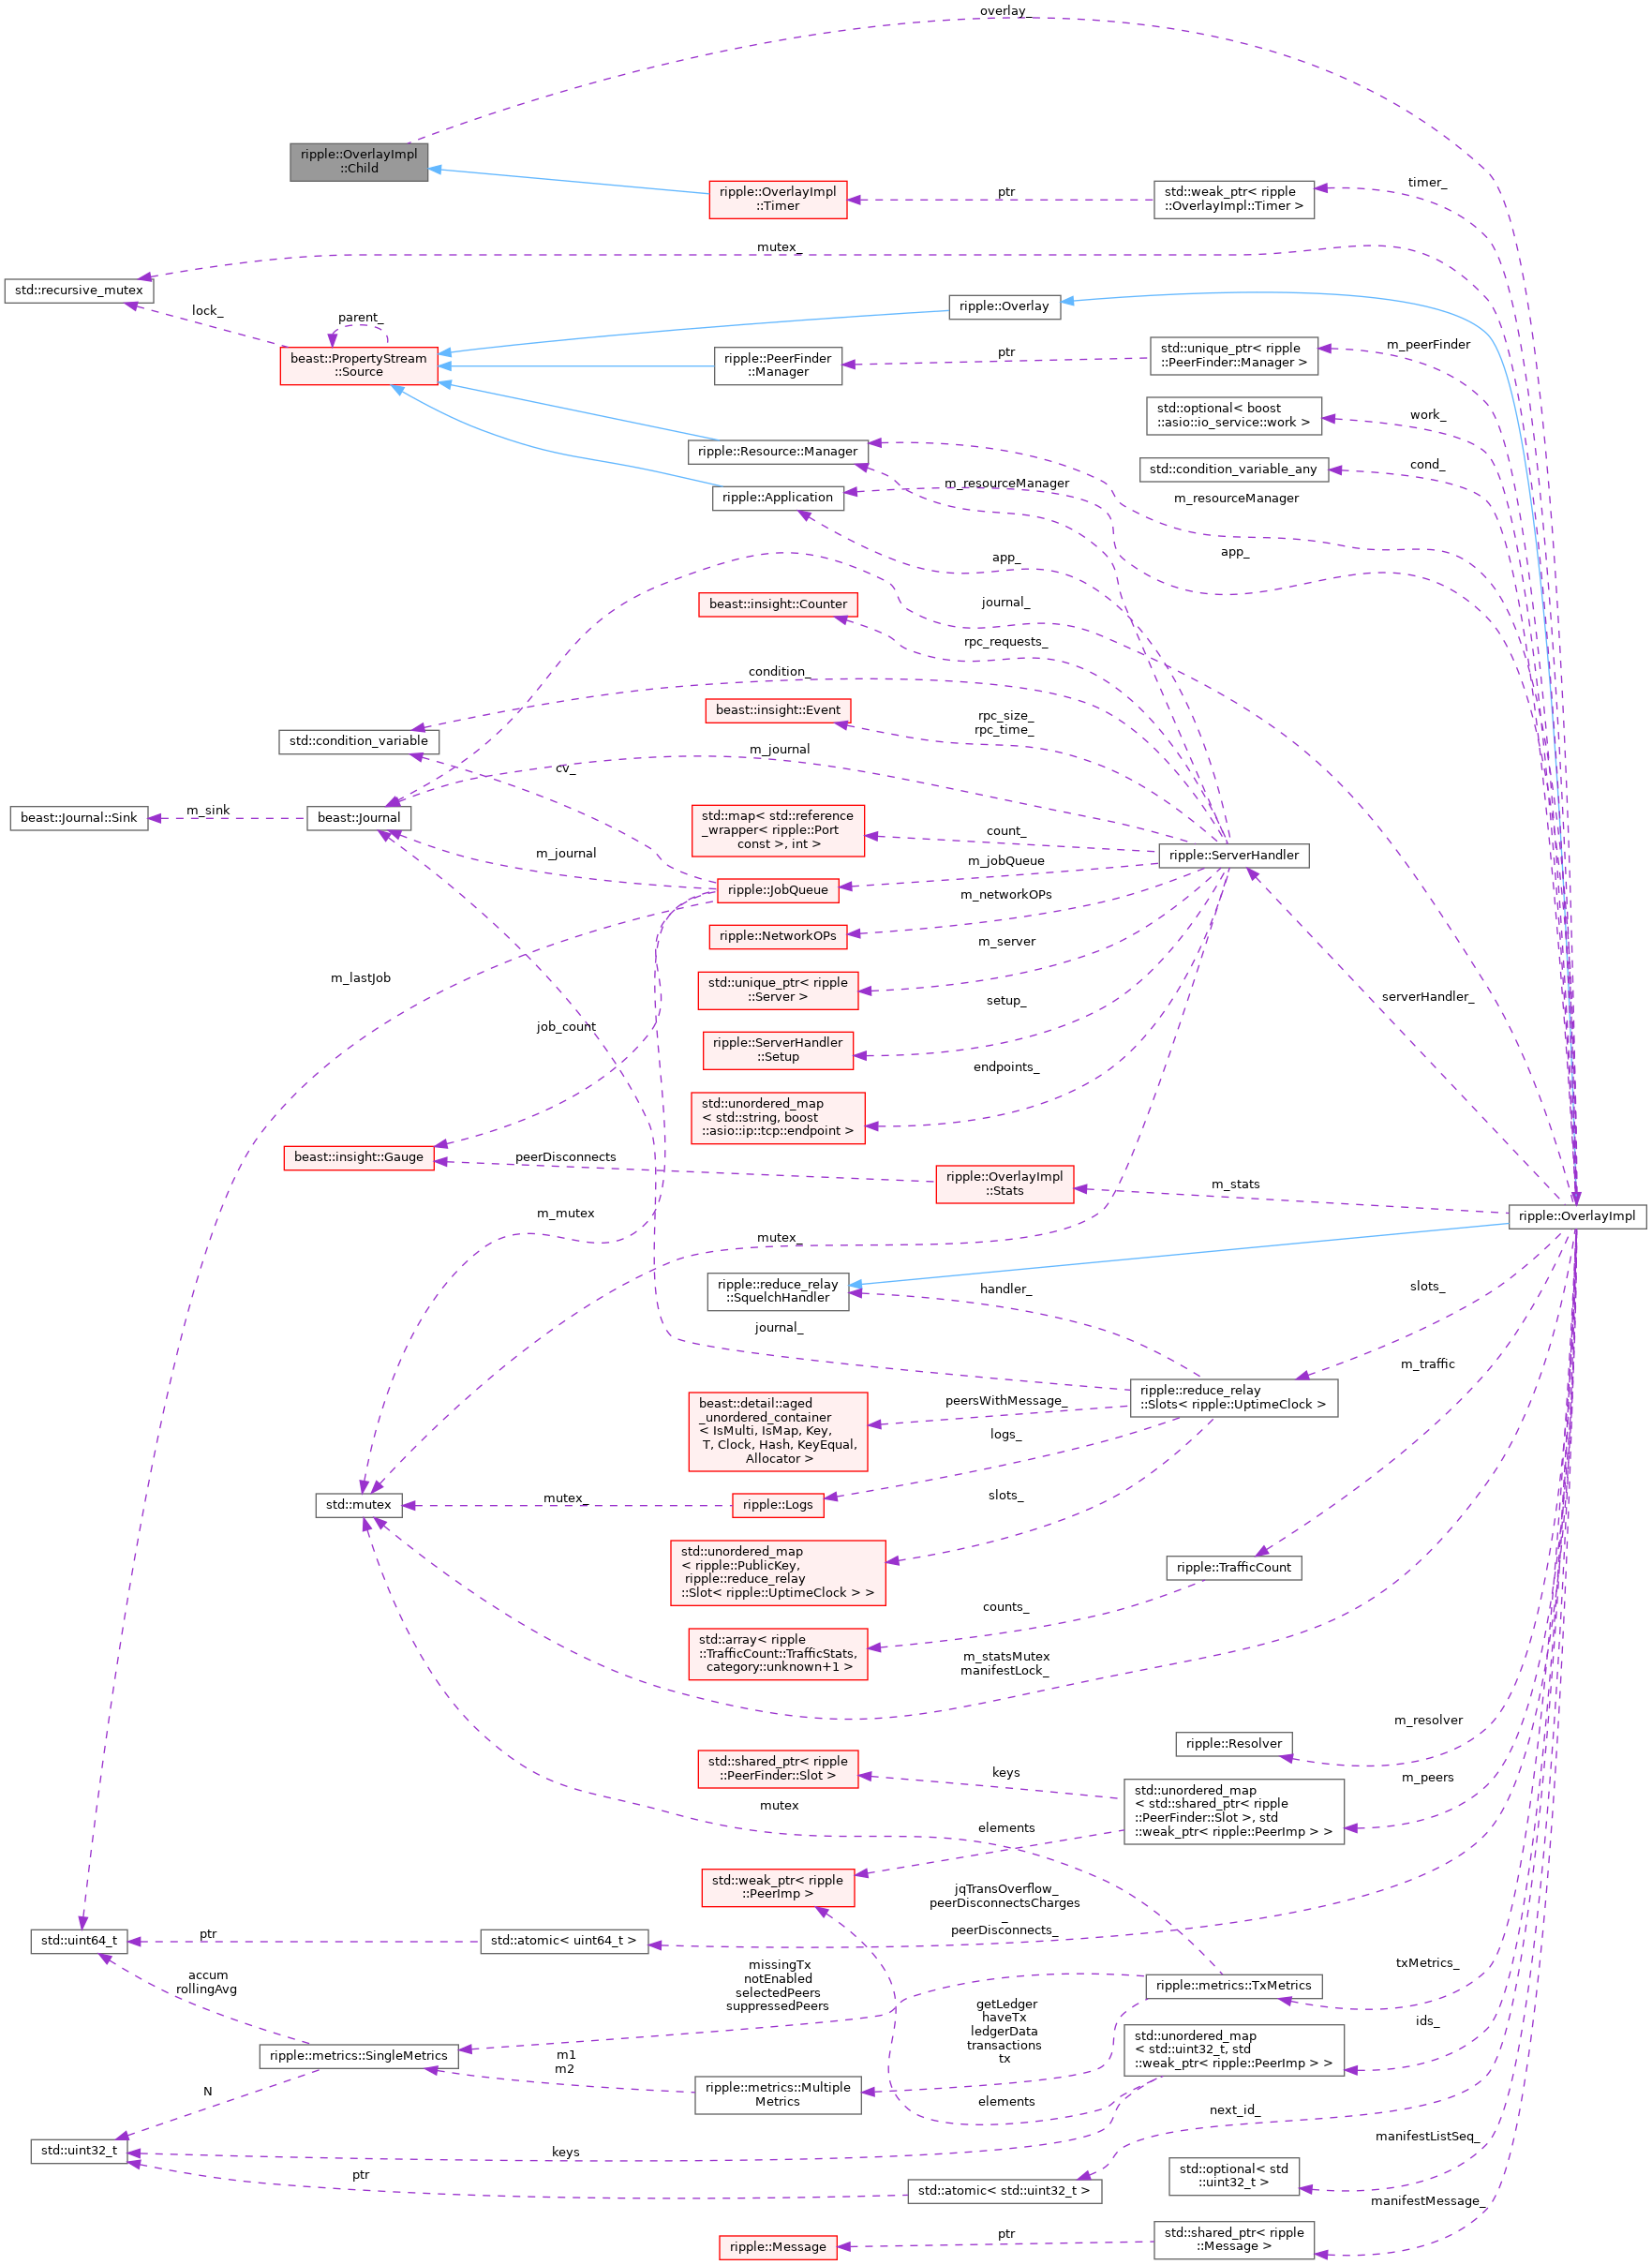 overlay_
ripple::OverlayImpl
::Child
ripple::OverlayImpl
::Timer
ptr
std::weak_ptr< ripple
::OverlayImpl::Timer >
timer_
mutex_
std::recursive_mutex
lock_
parent_
ripple::Overlay
beast::PropertyStream
::Source
ripple::PeerFinder
::Manager
ptr
std::unique_ptr< ripple
::PeerFinder::Manager >
m_peerFinder
std::optional< boost
::asio::io_service::work >
work_
ripple::Resource::Manager
std::condition_variable_any
cond_
ripple::Application
m_resourceManager
m_resourceManager
app_
app_
beast::insight::Counter
journal_
rpc_requests_
condition_
beast::insight::Event
rpc_size_
rpc_time_
std::condition_variable
cv_
m_journal
beast::Journal::Sink
m_sink
beast::Journal
std::map< std::reference
_wrapper< ripple::Port
const >, int >
count_
ripple::ServerHandler
m_journal
m_jobQueue
ripple::JobQueue
m_networkOPs
ripple::NetworkOPs
m_server
m_lastJob
std::unique_ptr< ripple
::Server >
serverHandler_
setup_
job_count
ripple::ServerHandler
::Setup
endpoints_
std::unordered_map
< std::string, boost
::asio::ip::tcp::endpoint >
beast::insight::Gauge
peerDisconnects
ripple::OverlayImpl
::Stats
m_stats
m_mutex
ripple::OverlayImpl
mutex_
ripple::reduce_relay
::SquelchHandler
handler_
slots_
journal_
m_traffic
ripple::reduce_relay
::Slots< ripple::UptimeClock >
beast::detail::aged
_unordered_container
< IsMulti, IsMap, Key,
T, Clock, Hash, KeyEqual,
Allocator >
peersWithMessage_
logs_
std::mutex
mutex_
ripple::Logs
slots_
std::unordered_map
< ripple::PublicKey,
ripple::reduce_relay
::Slot< ripple::UptimeClock > >
ripple::TrafficCount
counts_
std::array< ripple
::TrafficCount::TrafficStats,
category::unknown+1 >
m_statsMutex
manifestLock_
m_resolver
ripple::Resolver
std::shared_ptr< ripple
::PeerFinder::Slot >
keys
m_peers
std::unordered_map
< std::shared_ptr< ripple
::PeerFinder::Slot >, std
::weak_ptr< ripple::PeerImp > >
mutex
elements
std::weak_ptr< ripple
::PeerImp >
jqTransOverflow_
peerDisconnectsCharges
_
peerDisconnects_
std::uint64_t
ptr
std::atomic< uint64_t >
txMetrics_
missingTx
notEnabled
selectedPeers
suppressedPeers
accum
rollingAvg
ripple::metrics::TxMetrics
getLedger
haveTx
ledgerData
transactions
tx
ids_
std::unordered_map
< std::uint32_t, std
::weak_ptr< ripple::PeerImp > >
ripple::metrics::SingleMetrics
m1
m2
ripple::metrics::Multiple
Metrics
N
elements
next_id_
manifestListSeq_
std::uint32_t
keys
ptr
std::atomic< std::uint32_t >
std::optional< std
::uint32_t >
manifestMessage_
ripple::Message
ptr
std::shared_ptr< ripple
::Message >